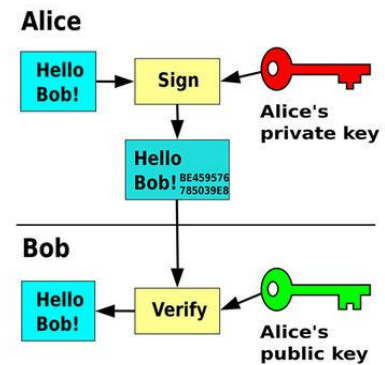 Alice
Hello
Bob!
Sign
Alice's
private key
Hello
Bob! BE459576
785039E8
Bob
Hello
Bob!
Verify
Alice's
public key